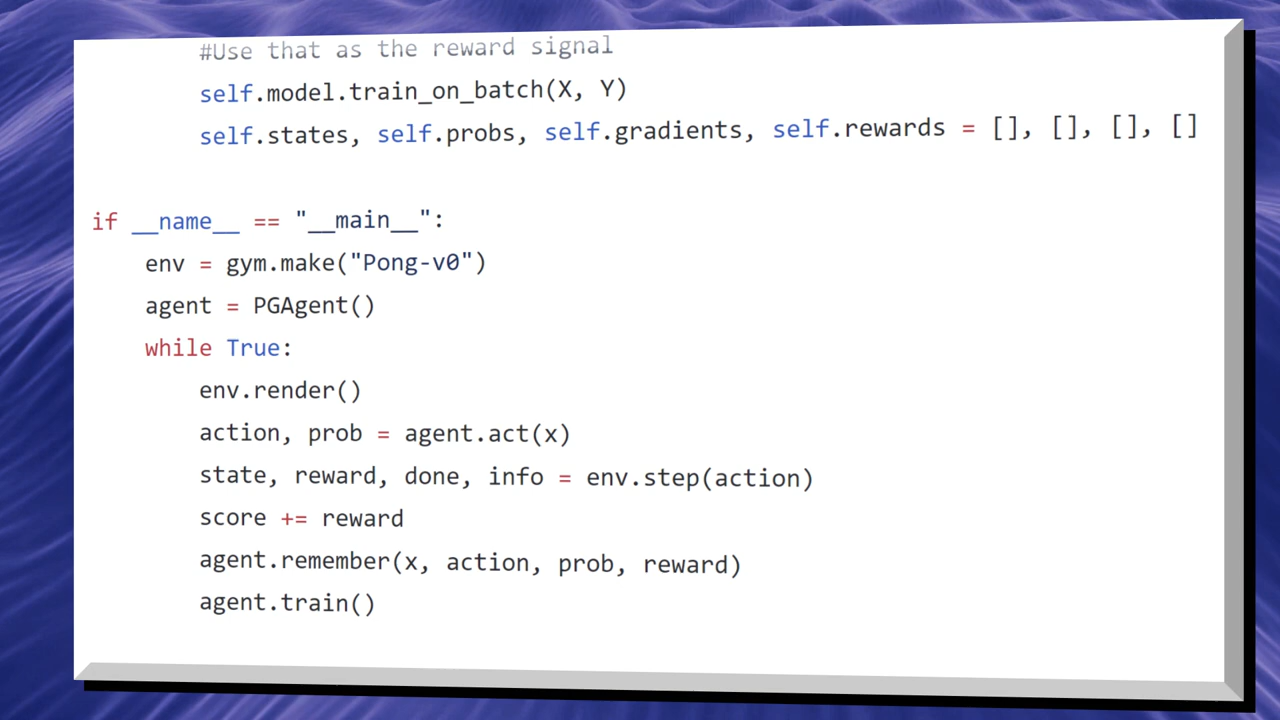 #Use that as the reward signal
self.model.train_on_batch(X, Y)
self.states, self.probs, self.gradients, self.rewards = [], [], [], []
if __name__ == "__main__":
env = gym.make("Pong-v0")
agent = PGAgent()
while True:
env.render()
action, prob = agent.act(x)
state, reward, done, info = env.step(action)
score += reward
agent.remember(x, action, prob, reward)
agent.train()